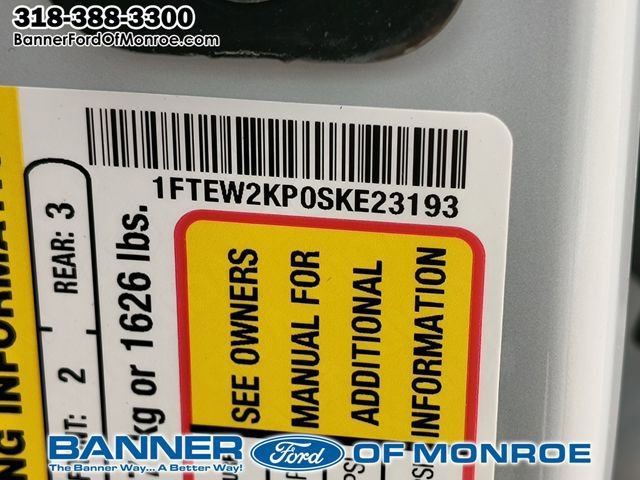 318-388-3300
BannerFordOfMonroe.com
1FTEW2KP0SKE23193
REAR: 3
2
kg or 1626 lbs.
SEE OWNERS
MANUAL FOR
ADDITIONAL
INFORMATION
BANNER Ford OF MONROE
The Banner Way... A Better Way!